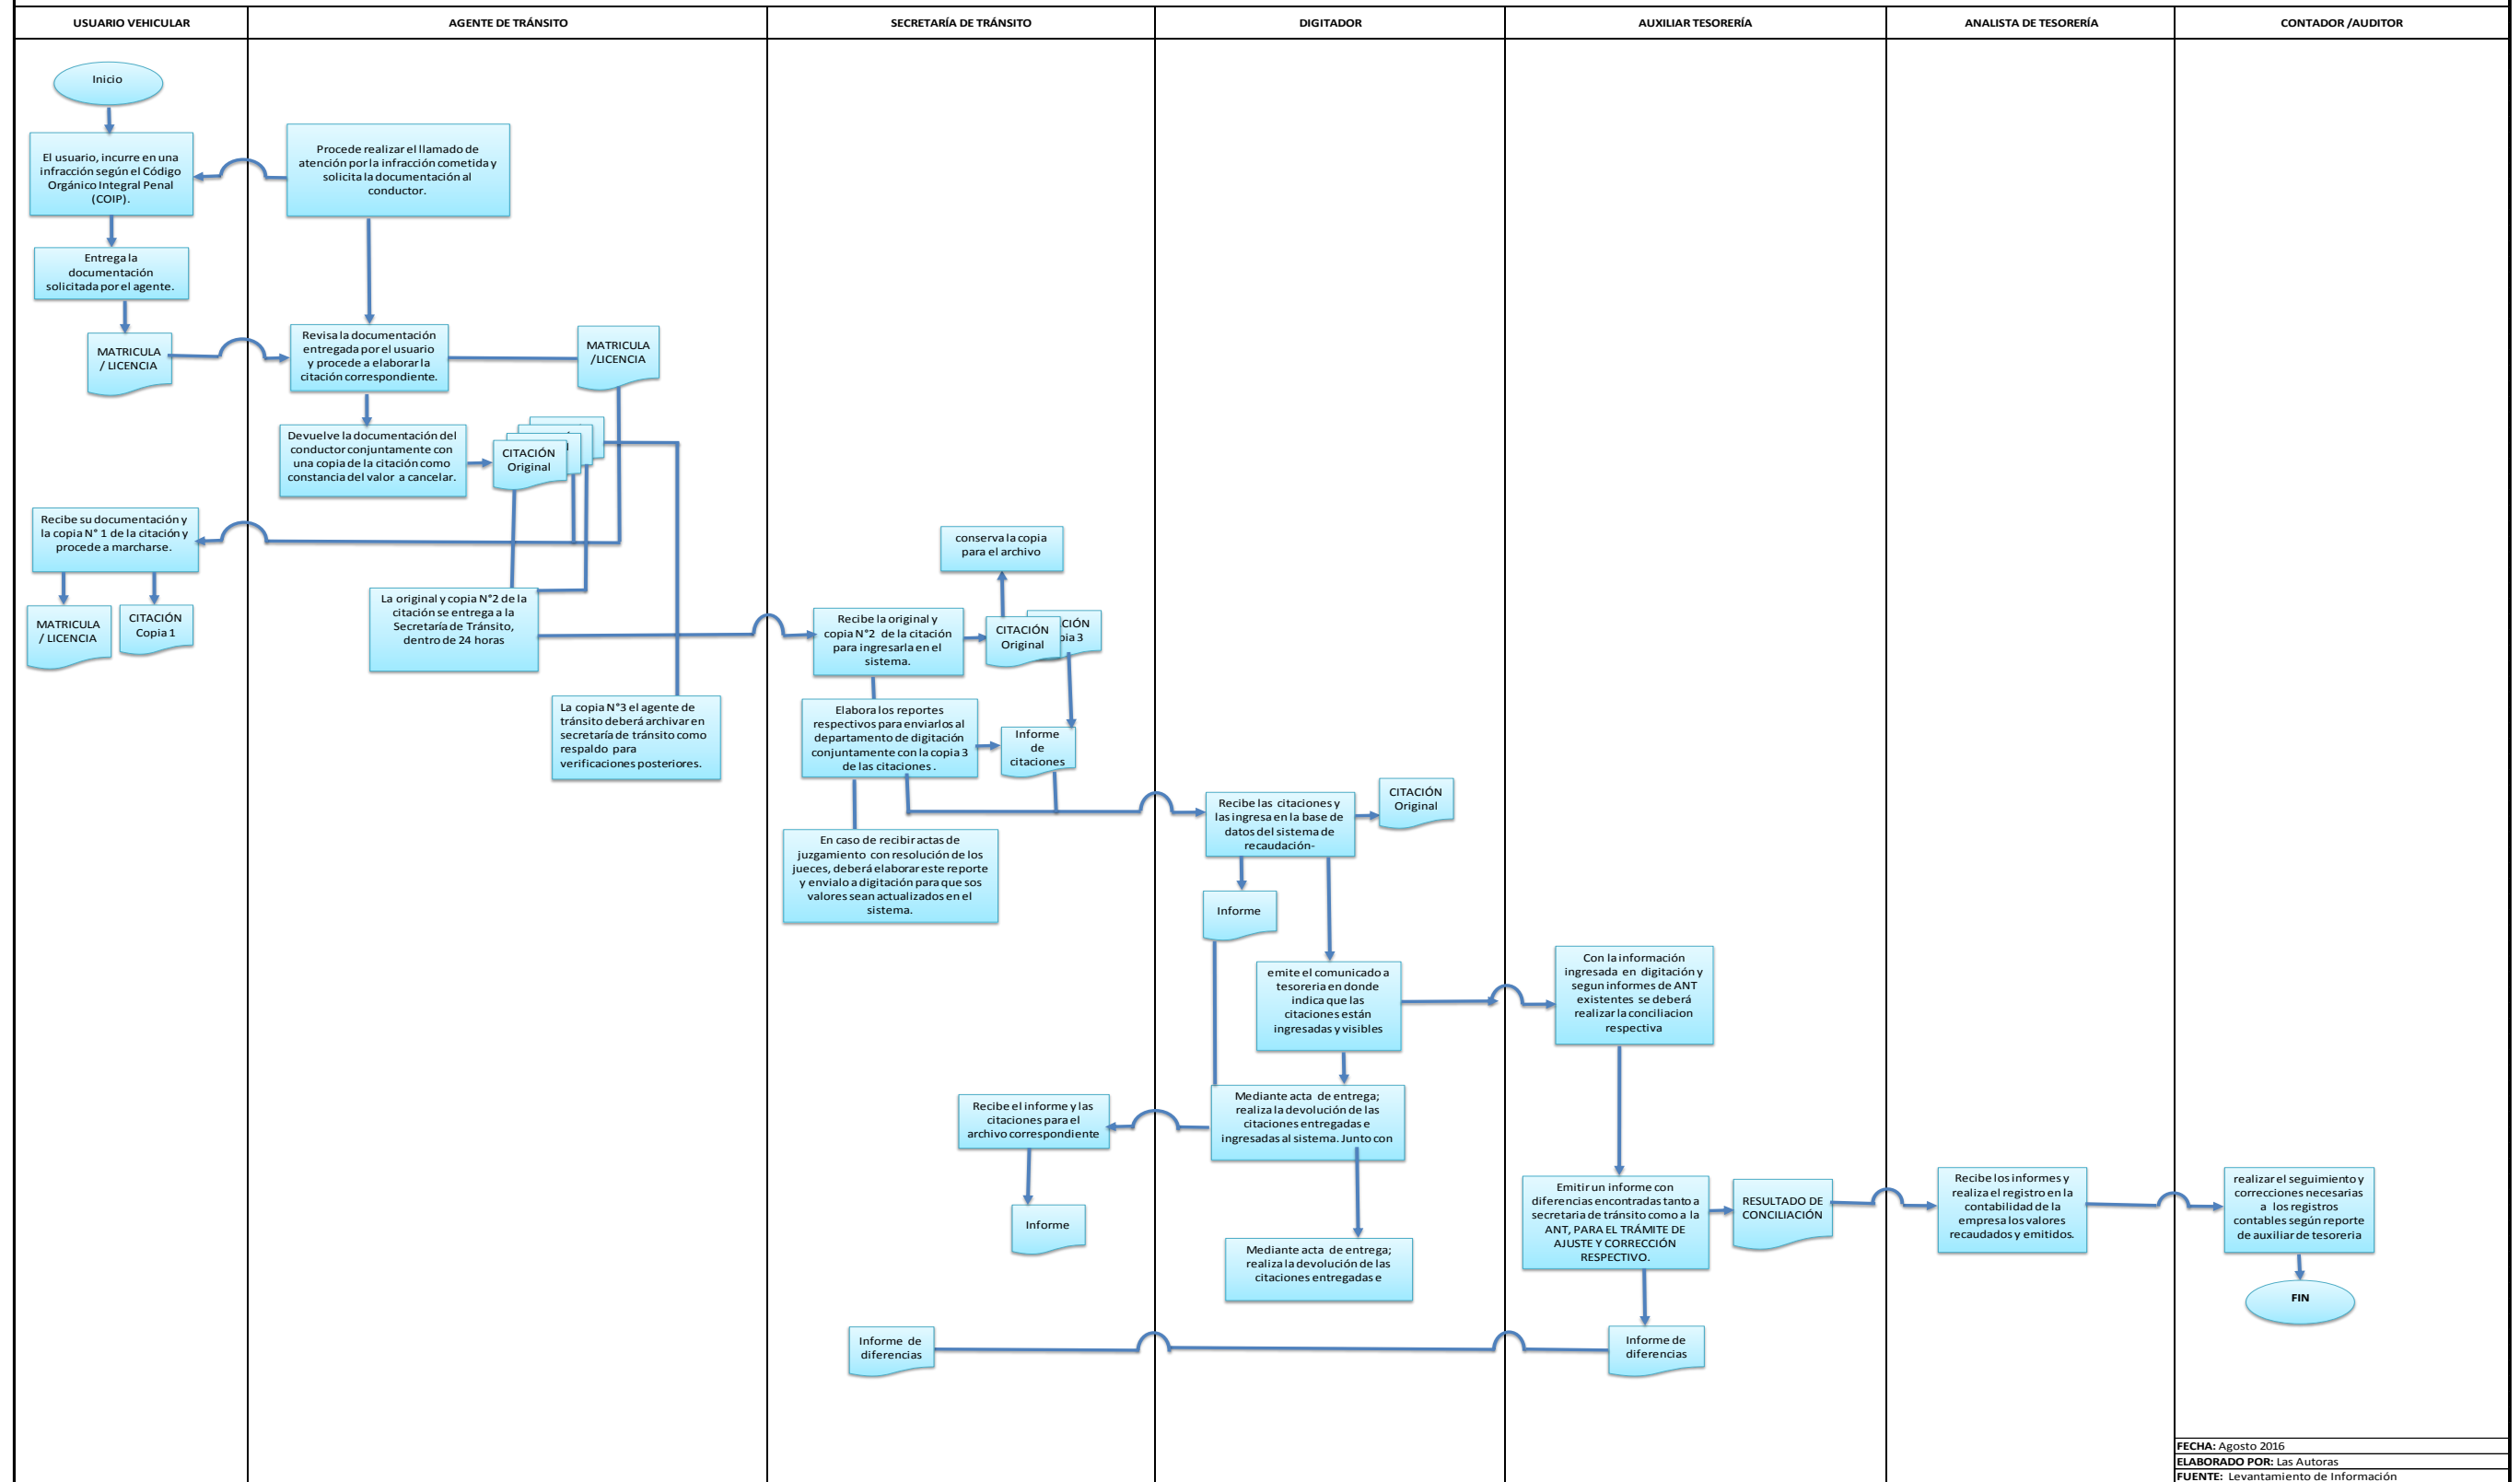 USUARIO VEHICULAR
AGENTE DE TRÁNSITO
SECRETARÍA DE TRÁNSITO
DIGITADOR
AUXILIAR TESORERÍA
ANALISTA DE TESORERÍA
CONTADOR /AUDITOR
Inicio
El usuario, incurre en una
infracción según el Código
Orgánico Integral Penal
(COIP).
Procede realizar el llamado de
atención por la infracción cometida y
solicita la documentación al
conductor.
Entrega la
documentación
solicitada por el agente.
MATRICULA
/ LICENCIA
Revisa la documentación
entregada por el usuario
y procede a elaborar la
citación correspondiente.
MATRICULA
/LICENCIA
Devuelve la documentación del
conductor conjuntamente con
una copia de la citación como
constancia del valor a cancelar.
CITACIÓN
Original
Recibe su documentación y
la copia N° 1 de la citación y
procede a marcharse.
MATRICULA
/ LICENCIA
CITACIÓN
Copia 1
La original y copia N°2 de la
citación se entrega a la
Secretaría de Tránsito,
dentro de 24 horas
La copia N°3 el agente de
tránsito deberá archivar en
secretaría de tránsito como
respaldo para
verificaciones posteriores.
conserva la copia
para el archivo
Recibe la original y
copia N°2 de la citación
para ingresarla en el
sistema.
CITACIÓN
Original
CIÓN
pia 3
Elabora los reportes
respectivos para enviarlos al
departamento de digitación
conjuntamente con la copia 3
de las citaciones .
Informe
de
citaciones
En caso de recibir actas de
juzgamiento con resolución de los
jueces, deberá elaborar este reporte
y envialo a digitación para que sos
valores sean actualizados en el
sistema.
Recibe las citaciones y
las ingresa en la base de
datos del sistema de
recaudación-
CITACIÓN
Original
Informe
emite el comunicado a
tesoreria en donde
indica que las
citaciones están
ingresadas y visibles
Con la información
ingresada en digitación y
segun informes de ANT
existentes se deberá
realizar la conciliacion
respectiva
Mediante acta de entrega;
realiza la devolución de las
citaciones entregadas e
ingresadas al sistema. Junto con
Recibe el informe y las
citaciones para el
archivo correspondiente
Informe
Mediante acta de entrega;
realiza la devolución de las
citaciones entregadas e
Emitir un informe con
diferencias encontradas tanto a
secretaria de tránsito como a la
ANT, PARA EL TRÁMITE DE
AJUSTE Y CORRECCIÓN
RESPECTIVO.
RESULTADO DE
CONCILIACIÓN
Recibe los informes y
realiza el registro en la
contabilidad de la
empresa los valores
recaudados y emitidos.
realizar el seguimiento y
correcciones necesarias
a los registros
contables según reporte
de auxiliar de tesoreria
FIN
Informe de
diferencias
Informe de
diferencias
FECHA: Agosto 2016
ELABORADO POR: Las Autoras
FUENTE: Levantamiento de Información